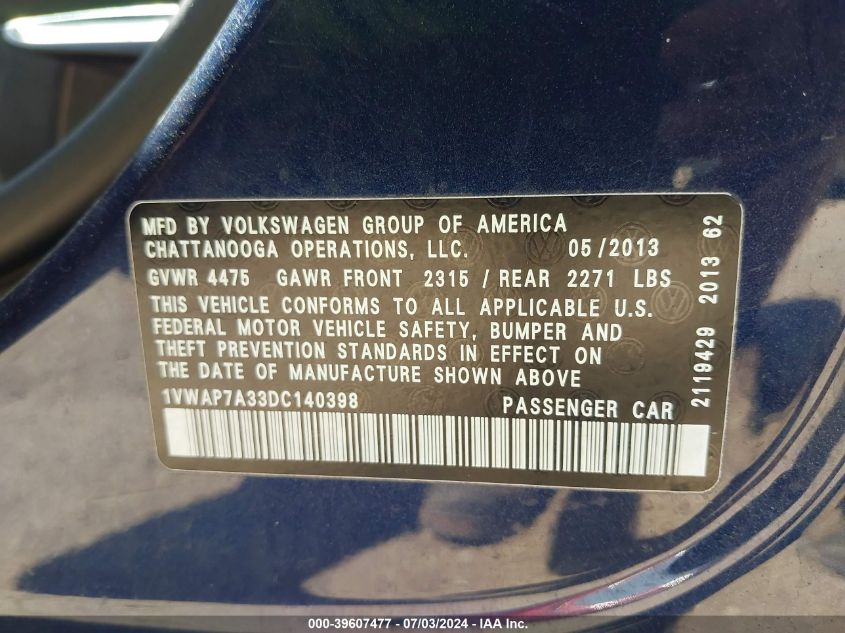 MFD BY VOLKSWAGEN GROUP OF AMERICA
CHATTANOOGA OPERATIONS, LLC. 05/2013
GVWR 4475 GAWR FRONT 2315 / REAR 2271 LBS
THIS VEHICLE CONFORMS TO ALL APPLICABLE U.S.
FEDERAL MOTOR VEHICLE SAFETY, BUMPER AND
THEFT PREVENTION STANDARDS IN EFFECT ON
THE DATE OF MANUFACTURE SHOWN ABOVE
1VWAP7A33DC140398 PASSENGER CAR
2119429 2013 62
000-39607477 - 07/03/2024 - IAA, Inc.